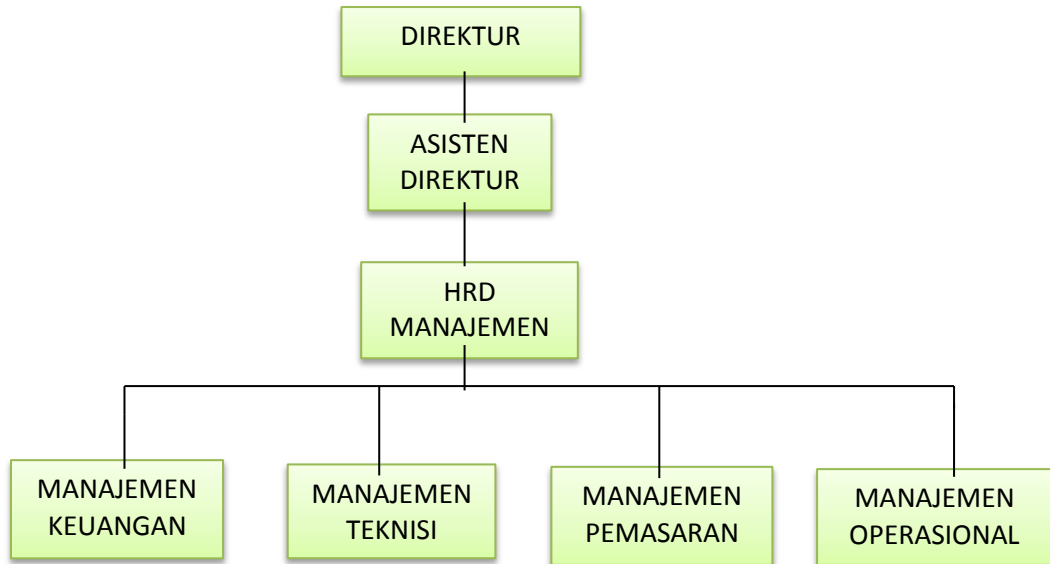 DIREKTUR
ASISTEN
DIREKTUR
HRD
MANAJEMEN
MANAJEMEN
KEUANGAN
MANAJEMEN
TEKNISI
MANAJEMEN
PEMASARAN
MANAJEMEN
OPERASIONAL